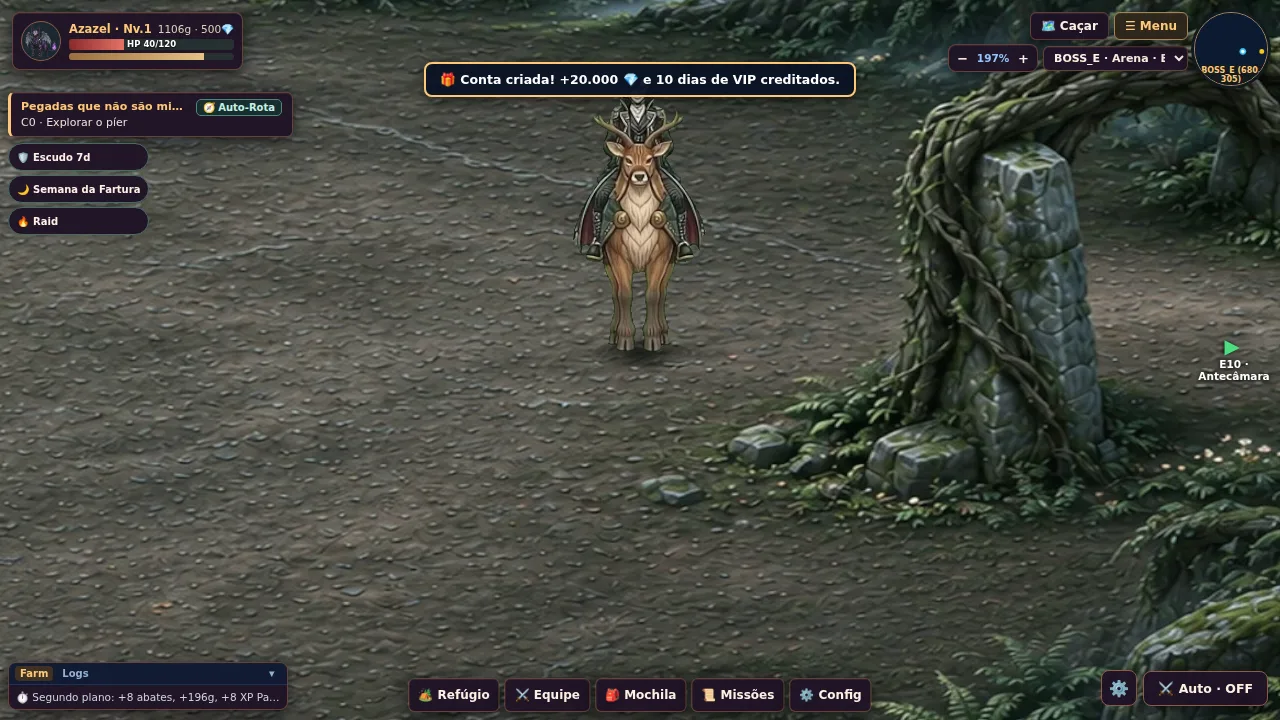 Azazel · Nv.1 1106g · 500💎
HP 40/120
🗺️ Caçar
☰ Menu
− 197% +
BOSS_E · Arena · E
BOSS_E (680,
305)
🎁 Conta criada! +20.000 💎 e 10 dias de VIP creditados.
Pegadas que não são mi…
🧭 Auto-Rota
C0 · Explorar o píer
🛡️ Escudo 7d
🌙 Semana da Fartura
🔥 Raid
E10 ·
Antecâmara
Farm Logs ▾
⏱️ Segundo plano: +8 abates, +196g, +8 XP Pa…
🏕️ Refúgio
⚔️ Equipe
🎒 Mochila
📜 Missões
⚙️ Config
⚔️ Auto · OFF